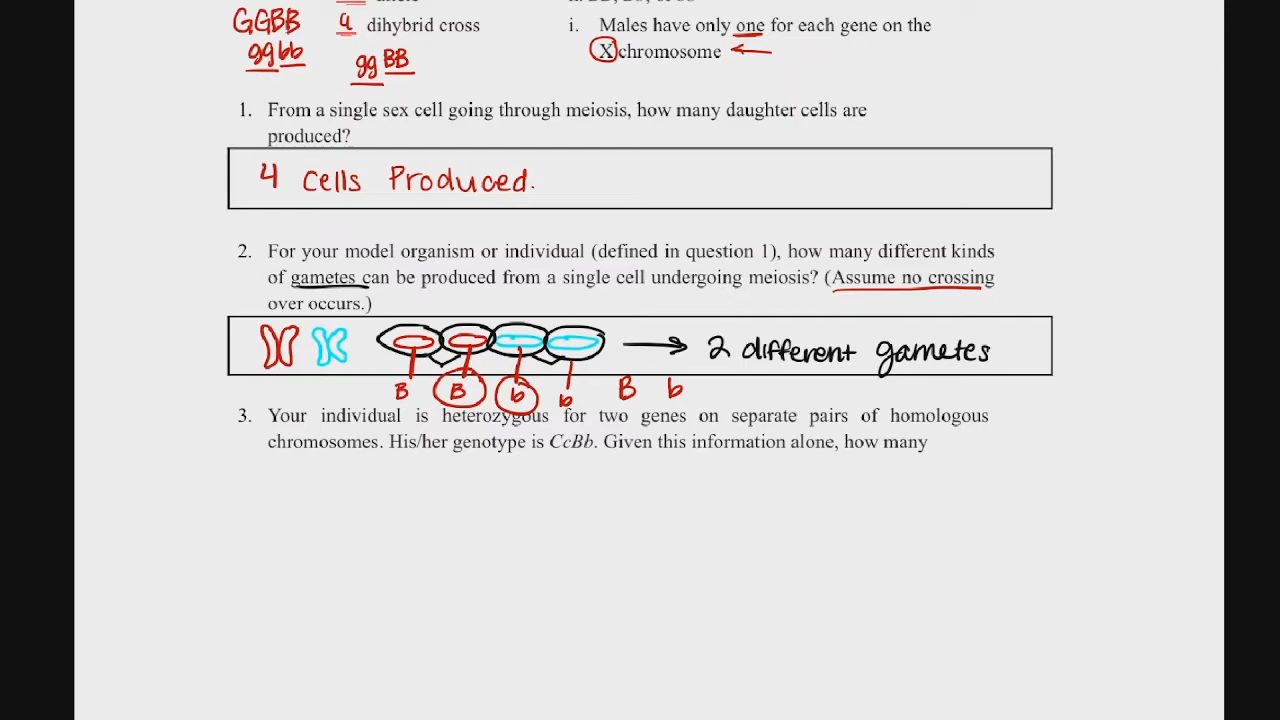 GGBB a dihybrid cross i. Males have only one for each gene on the
ggbb ggBB X chromosome
1. From a single sex cell going through meiosis, how many daughter cells are
produced?
4 cells Produced.
2. For your model organism or individual (defined in question 1), how many different kinds
of gametes can be produced from a single cell undergoing meiosis? (Assume no crossing
over occurs.)
2 different gametes
B B b b B b
3. Your individual is heterozygous for two genes on separate pairs of homologous
chromosomes. His/her genotype is CcBb. Given this information alone, how many